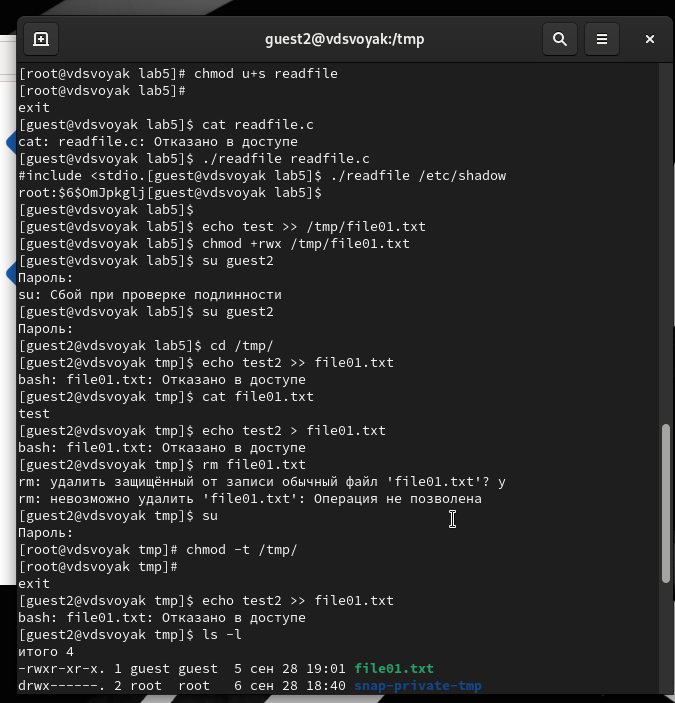 guest2@vdsvoyak:/tmp
[root@vdsvoyak lab5]# chmod u+s readfile
[root@vdsvoyak lab5]#
exit
[guest@vdsvoyak lab5]$ cat readfile.c
cat: readfile.c: Отказано в доступе
[guest@vdsvoyak lab5]$ ./readfile readfile.c
#include <stdio.[guest@vdsvoyak lab5]$ ./readfile /etc/shadow
root:$6$OmJpkglj[guest@vdsvoyak lab5]$
[guest@vdsvoyak lab5]$
[guest@vdsvoyak lab5]$ echo test >> /tmp/file01.txt
[guest@vdsvoyak lab5]$ chmod +rwx /tmp/file01.txt
[guest@vdsvoyak lab5]$ su guest2
Пароль:
su: Сбой при проверке подлинности
[guest@vdsvoyak lab5]$ su guest2
Пароль:
[guest2@vdsvoyak lab5]$ cd /tmp/
[guest2@vdsvoyak tmp]$ echo test2 >> file01.txt
bash: file01.txt: Отказано в доступе
[guest2@vdsvoyak tmp]$ cat file01.txt
test
[guest2@vdsvoyak tmp]$ echo test2 > file01.txt
bash: file01.txt: Отказано в доступе
[guest2@vdsvoyak tmp]$ rm file01.txt
rm: удалить защищённый от записи обычный файл 'file01.txt'? y
rm: невозможно удалить 'file01.txt': Операция не позволена
[guest2@vdsvoyak tmp]$ su
Пароль:
[root@vdsvoyak tmp]# chmod -t /tmp/
[root@vdsvoyak tmp]#
exit
[guest2@vdsvoyak tmp]$ echo test2 >> file01.txt
bash: file01.txt: Отказано в доступе
[guest2@vdsvoyak tmp]$ ls -l
итого 4
-rwxr-xr-x. 1 guest guest  5 сен 28 19:01 file01.txt
drwx------. 2 root  root   6 сен 28 18:40 snap-private-tmp